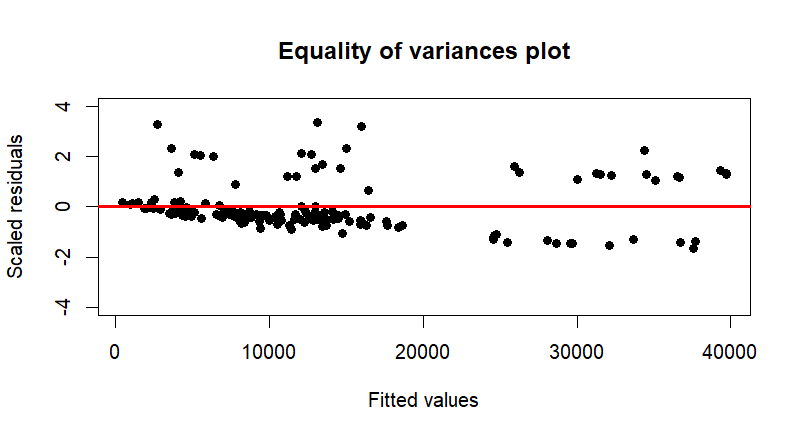 Equality of variances plot
Scaled residuals
4
2
0
-2
-4
0 10000 20000 30000 40000
Fitted values